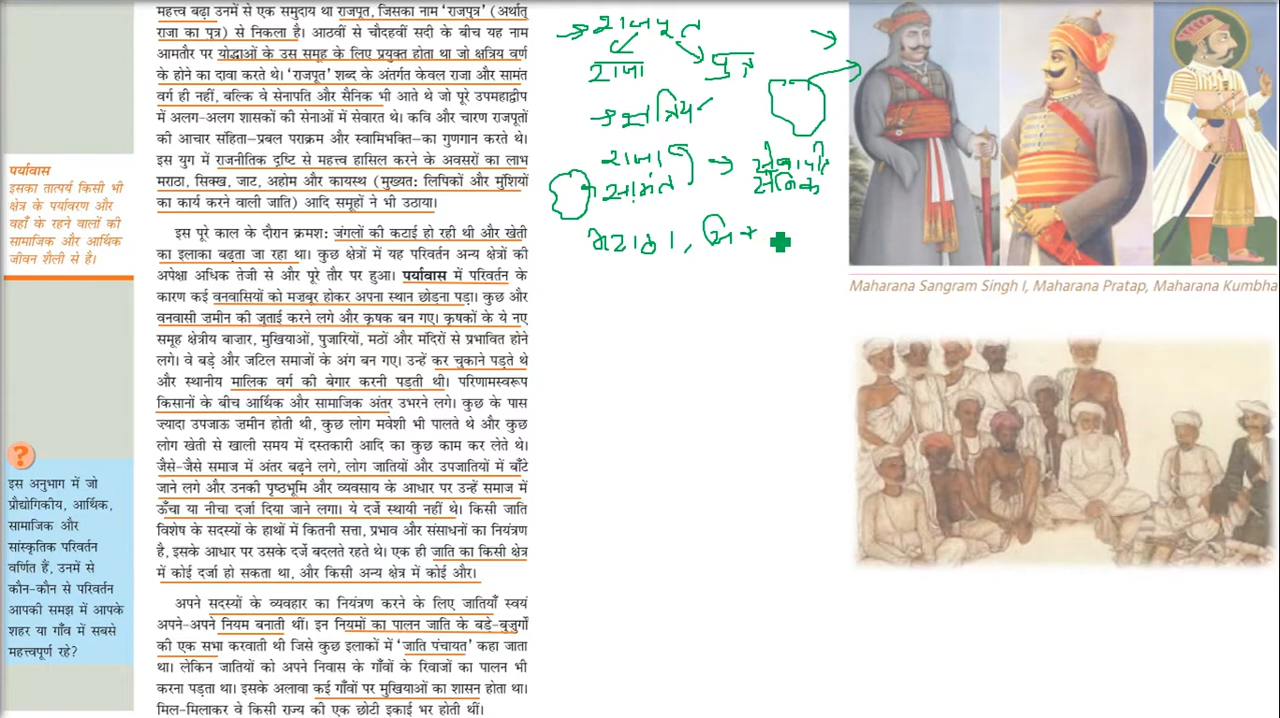 महत्त्व बढ़ा उनमें से एक समुदाय था राजपूत, जिसका नाम 'राजपुत्र' (अर्थात्
राजा का पुत्र) से निकला है। आठवीं से चौदहवीं सदी के बीच यह नाम
आमतौर पर योद्धाओं के उस समूह के लिए प्रयुक्त होता था जो क्षत्रिय वर्ण
के होने का दावा करते थे। 'राजपूत' शब्द के अंतर्गत केवल राजा और सामंत
वर्ग ही नहीं, बल्कि वे सेनापति और सैनिक भी आते थे जो पूरे उपमहाद्वीप
में अलग-अलग शासकों की सेनाओं में सेवारत थे। कवि और चारण राजपूतों
की आचार संहिता–प्रबल पराक्रम और स्वामिभक्ति–का गुणगान करते थे।
इस युग में राजनीतिक दृष्टि से महत्त्व हासिल करने के अवसरों का लाभ
मराठा, सिक्ख, जाट, अहोम और कायस्थ (मुख्यत: लिपिकों और मुंशियों
का कार्य करने वाली जाति) आदि समूहों ने भी उठाया।
इस पूरे काल के दौरान क्रमश: जंगलों की कटाई हो रही थी और खेती
का इलाका बढ़ता जा रहा था। कुछ क्षेत्रों में यह परिवर्तन अन्य क्षेत्रों की
अपेक्षा अधिक तेजी से और पूरे तौर पर हुआ। पर्यावास में परिवर्तन के
कारण कई वनवासियों को मजबूर होकर अपना स्थान छोड़ना पड़ा। कुछ और
वनवासी ज़मीन की जुताई करने लगे और कृषक बन गए। कृषकों के ये नए
समूह क्षेत्रीय बाजार, मुखियाओं, पुजारियों, मठों और मंदिरों से प्रभावित होने
लगे। वे बड़े और जटिल समाजों के अंग बन गए। उन्हें कर चुकाने पड़ते थे
और स्थानीय मालिक वर्ग की बेगार करनी पड़ती थी। परिणामस्वरूप
किसानों के बीच आर्थिक और सामाजिक अंतर उभरने लगे। कुछ के पास
ज्यादा उपजाऊ ज़मीन होती थी, कुछ लोग मवेशी भी पालते थे और कुछ
लोग खेती से खाली समय में दस्तकारी आदि का कुछ काम कर लेते थे।
जैसे-जैसे समाज में अंतर बढ़ने लगे, लोग जातियों और उपजातियों में बाँटे
जाने लगे और उनकी पृष्ठभूमि और व्यवसाय के आधार पर उन्हें समाज में
ऊँचा या नीचा दर्जा दिया जाने लगा। ये दर्जे स्थायी नहीं थे। किसी जाति
विशेष के सदस्यों के हाथों में कितनी सत्ता, प्रभाव और संसाधनों का नियंत्रण
है, इसके आधार पर उसके दर्जे बदलते रहते थे। एक ही जाति का किसी क्षेत्र
में कोई दर्जा हो सकता था, और किसी अन्य क्षेत्र में कोई और।
अपने सदस्यों के व्यवहार का नियंत्रण करने के लिए जातियाँ स्वयं
अपने-अपने नियम बनाती थीं। इन नियमों का पालन जाति के बड़े-बुज़ुर्गों
की एक सभा करवाती थी जिसे कुछ इलाकों में 'जाति पंचायत' कहा जाता
था। लेकिन जातियों को अपने निवास के गाँवों के रिवाजों का पालन भी
करना पड़ता था। इसके अलावा कई गाँवों पर मुखियाओं का शासन होता था।
मिल-मिलाकर वे किसी राज्य की एक छोटी इकाई भर होती थीं।
पर्यावास
इसका तात्पर्य किसी भी
क्षेत्र के पर्यावरण और
वहाँ के रहने वालों की
सामाजिक और आर्थिक
जीवन शैली से है।
?
इस अनुभाग में जो
प्रौद्योगिकीय, आर्थिक,
सामाजिक और
सांस्कृतिक परिवर्तन
वर्णित हैं, उनमें से
कौन-कौन से परिवर्तन
आपकी समझ में आपके
शहर या गाँव में सबसे
महत्त्वपूर्ण रहे?
राजपूत
राजा पुत्र
क्षत्रिय
राजा
सामंत
सेनापति
सैनिक
मराठा,
Maharana Sangram Singh I, Maharana Pratap, Maharana Kumbha